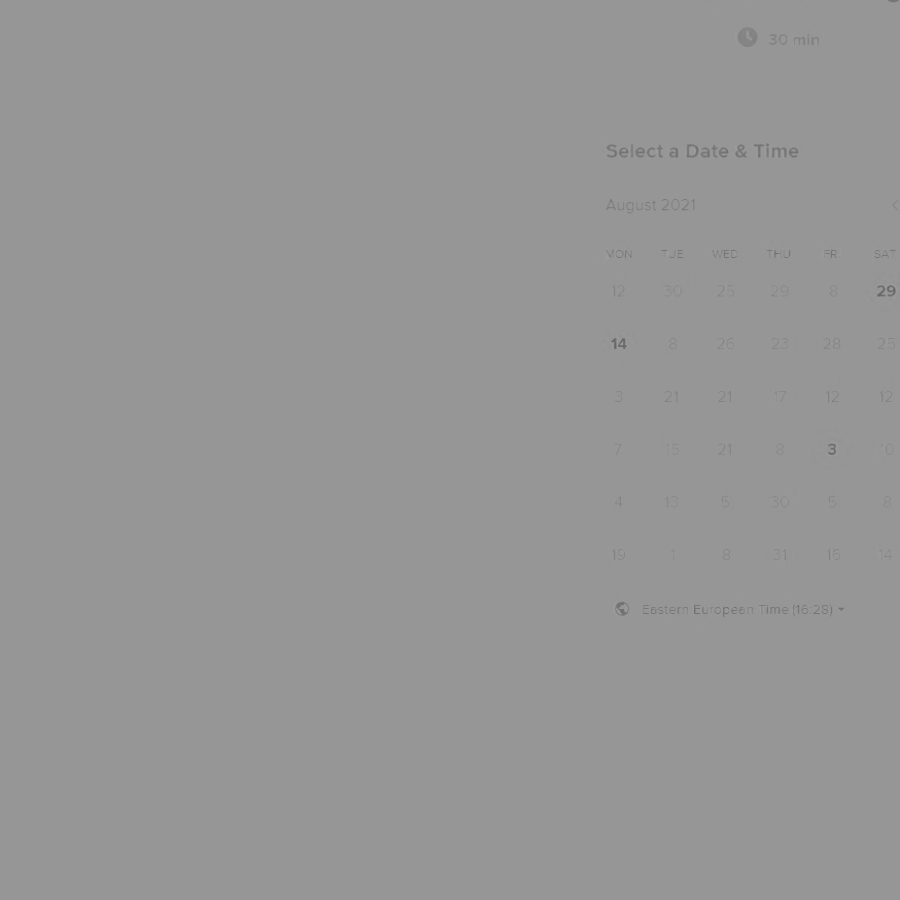 30 min
Select a Date & Time
August 2021
MON TUE WED THU FRI SAT
12 30 25 29 8 29
14 8 26 23 28 25
3 21 21 17 12 12
7 15 21 8 3 10
4 13 5 30 5 8
19 1 8 31 15 14
Eastern European Time (16:28)